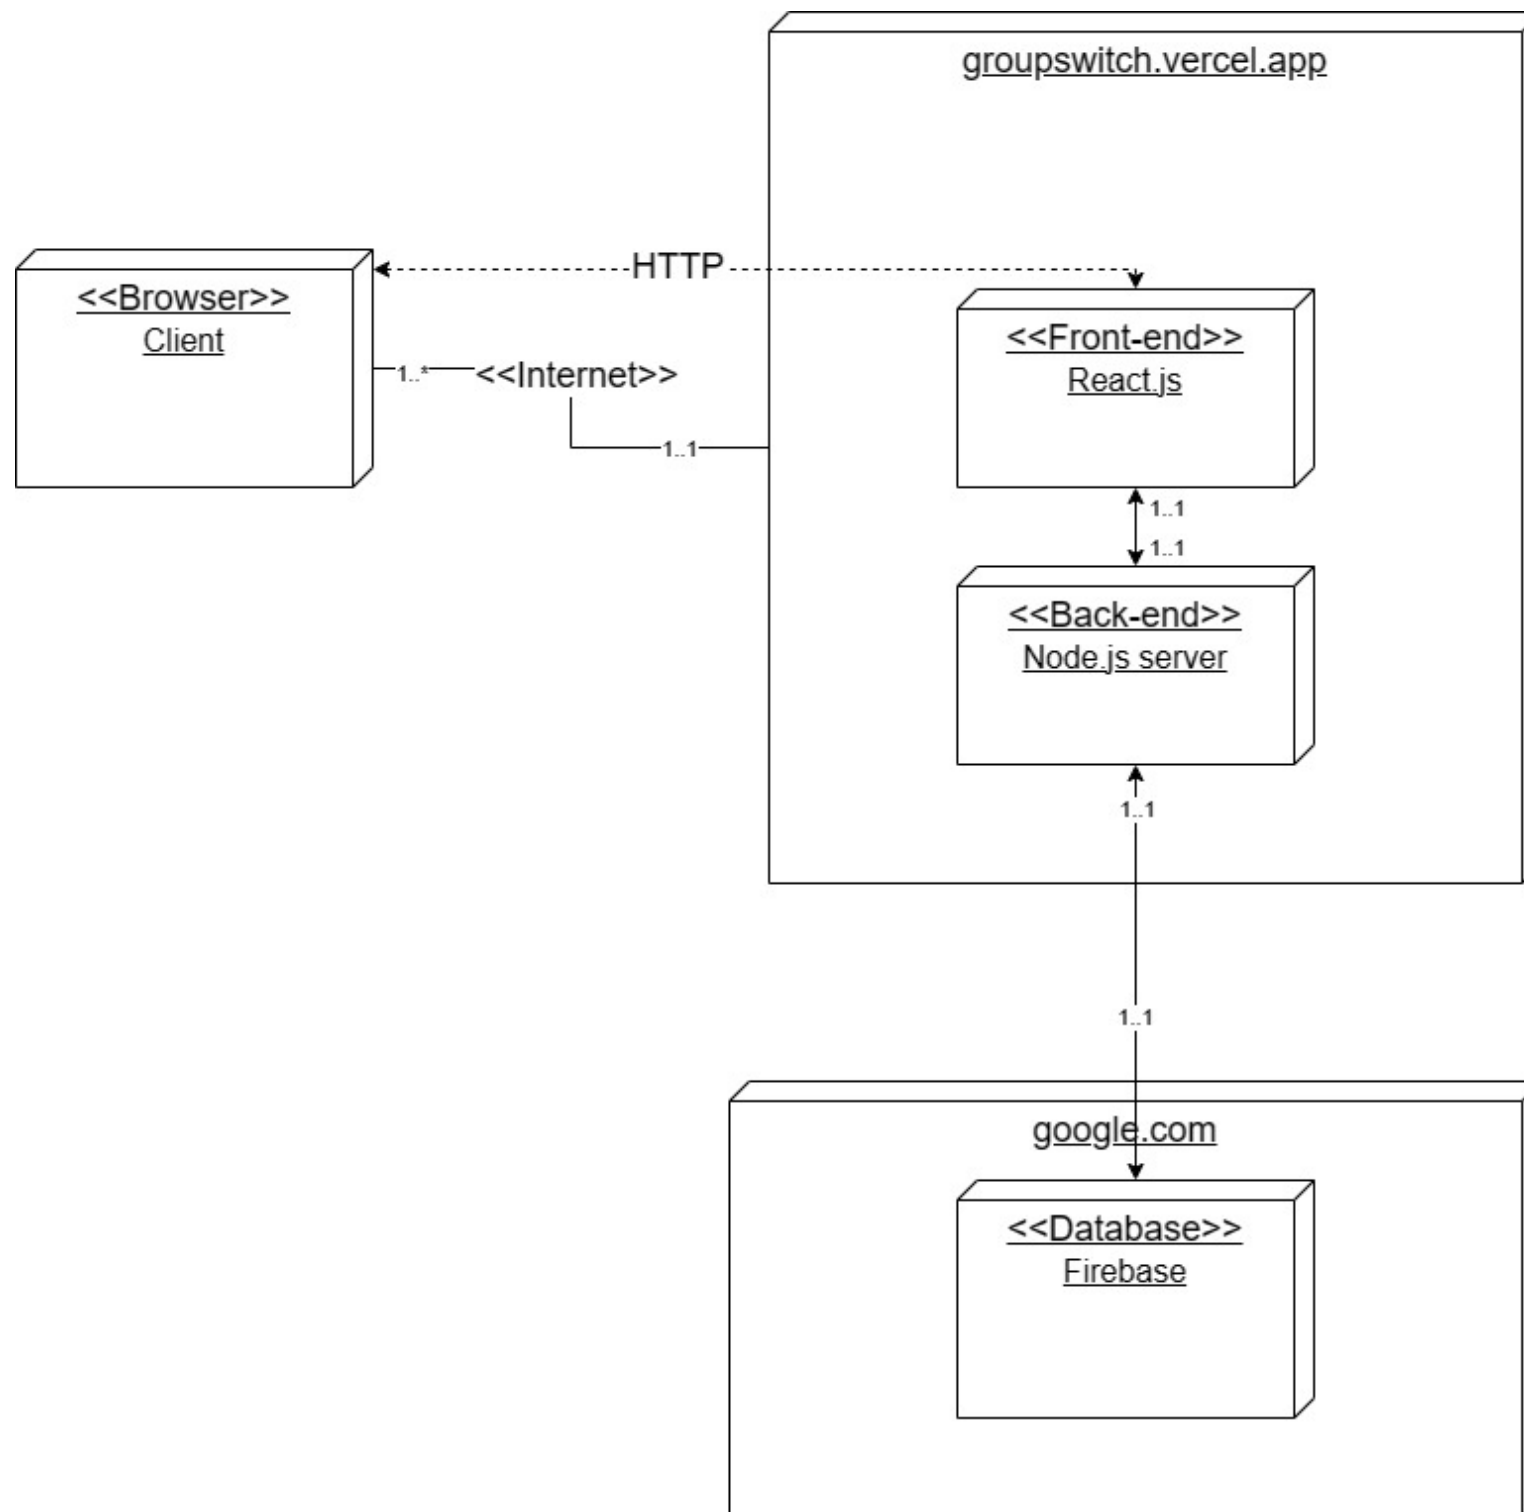 groupswitch.vercel.app
HTTP
<<Browser>>
Client
<<Front-end>>
React.js
1..*
<<Internet>>
1..1
1..1
1..1
<<Back-end>>
Node.js server
1..1
1..1
google.com
<<Database>>
Firebase